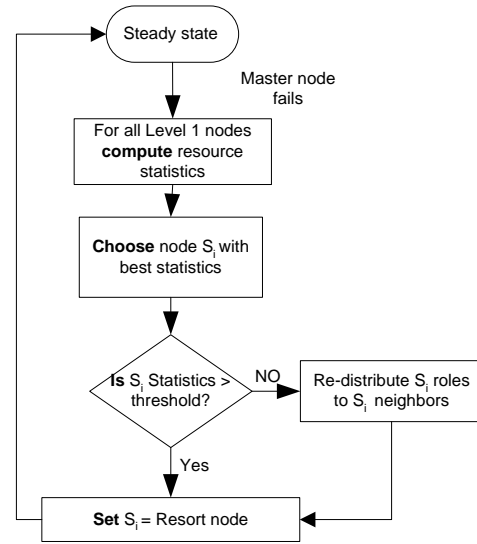 Steady state
Master node
fails
For all Level 1 nodes
compute resource
statistics
Choose node Si with
best statistics
Is Si Statistics >
threshold?
NO
Re-distribute Si roles
to Si neighbors
Yes
Set Si = Resort node